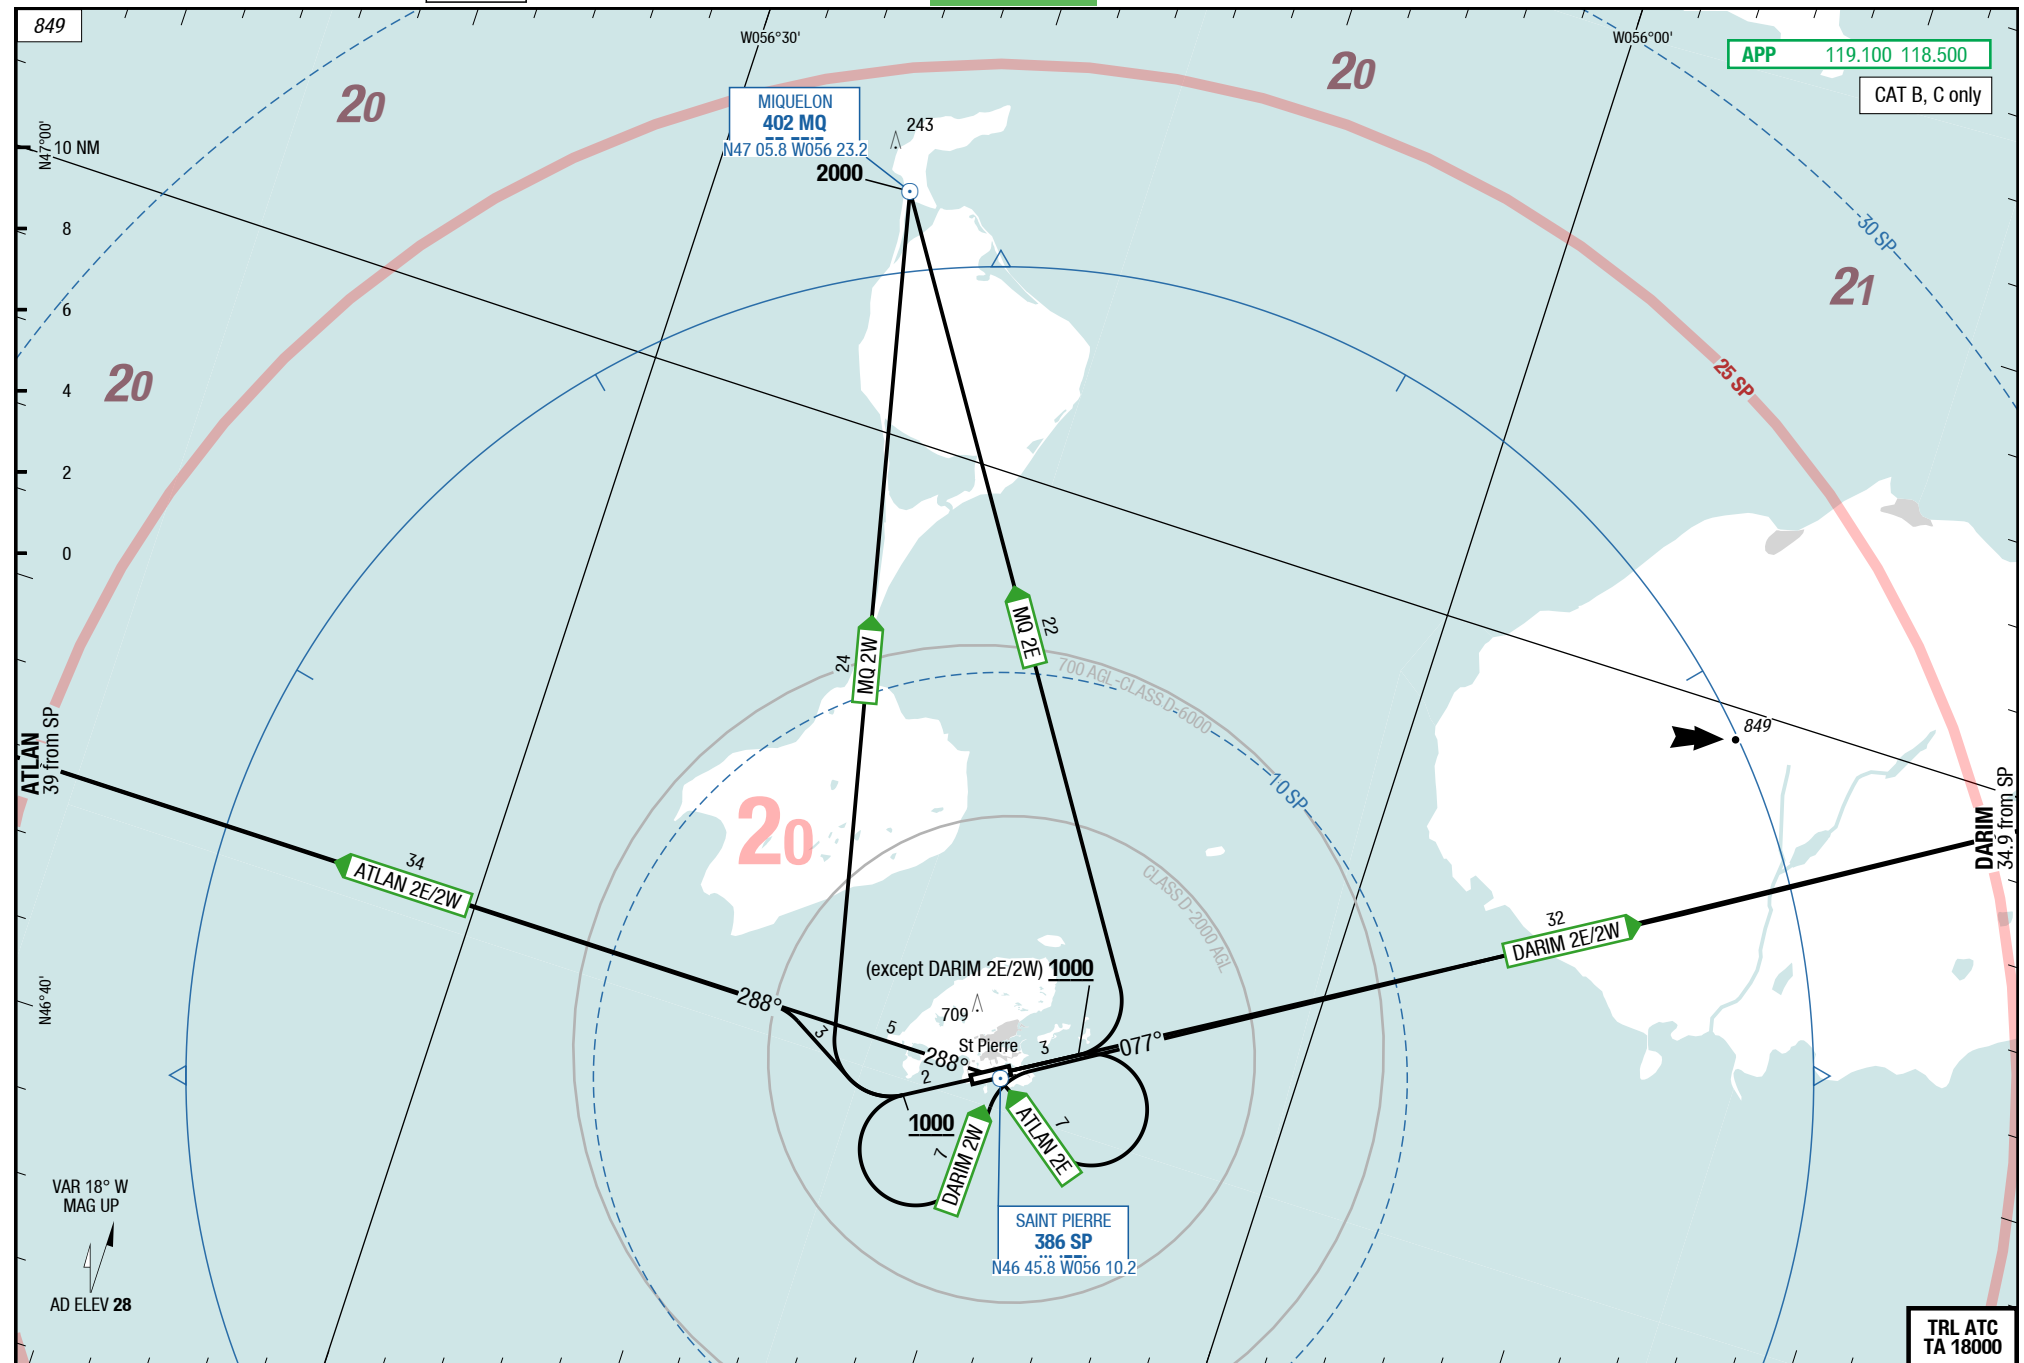 849
W056°30'
W056°00'
APP 119.100 118.500
CAT B, C only
20
20
MIQUELON
402 MQ
N47 05.8 W056 23.2
243
2000
N47°00'
10 NM
8
6
4
2
0
30 SP
21
20
25 SP
22
MQ 2E
24
MQ 2W
700 AGL-CLASS D-6000
849
ATLAN
39 from SP
10 SP
DARIM
34.9 from SP
20
34
ATLAN 2E/2W
CLASS D-2000 AGL
32
DARIM 2E/2W
(except DARIM 2E/2W) 1000
N46°40'
288°
709
3
5
St Pierre
3
077°
288°
2
1000
7
DARIM 2W
7
ATLAN 2E
VAR 18° W
MAG UP
AD ELEV 28
SAINT PIERRE
386 SP
N46 45.8 W056 10.2
TRL ATC
TA 18000